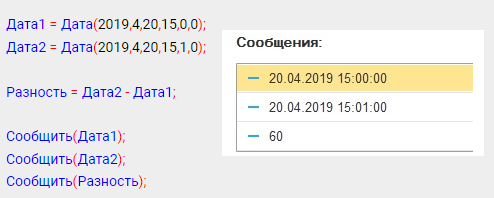 Дата1 = Дата(2019,4,20,15,0,0);
Дата2 = Дата(2019,4,20,15,1,0);
Разность = Дата2 - Дата1;
Сообщить(Дата1);
Сообщить(Дата2);
Сообщить(Разность);
Сообщения:
20.04.2019 15:00:00
20.04.2019 15:01:00
60